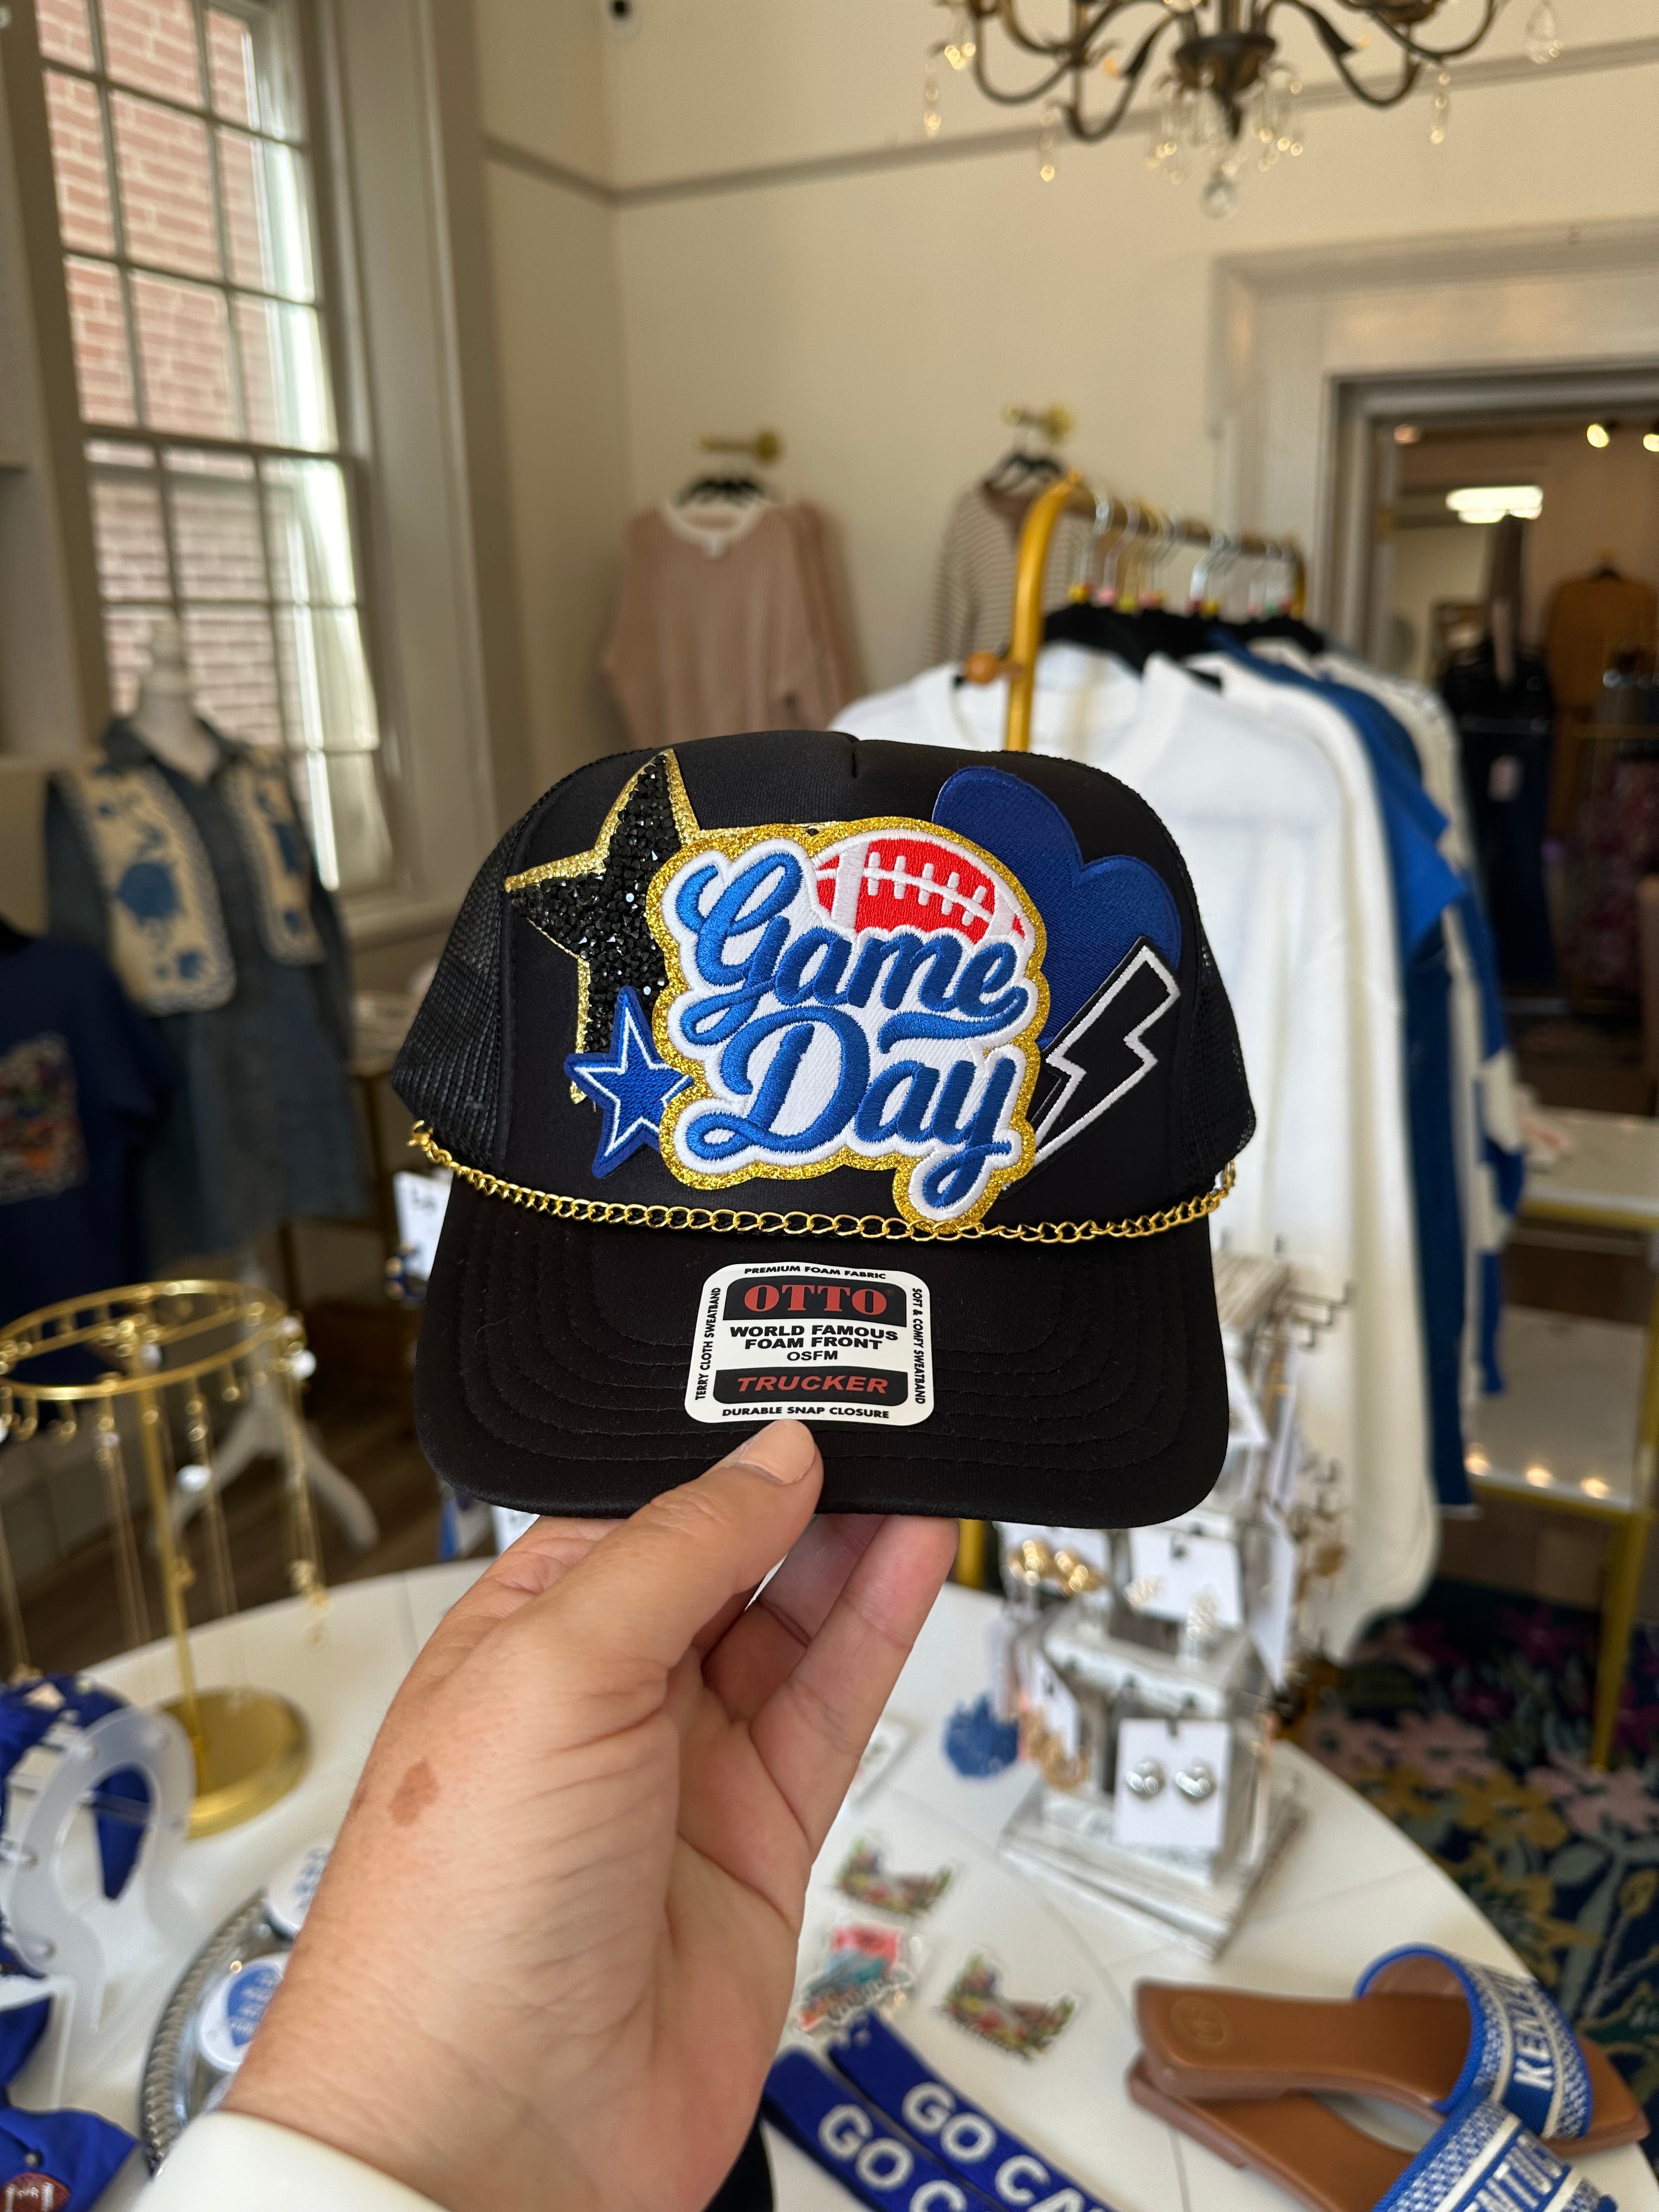 Game
Day
PREMIUM FOAM FABRIC
OTTO
WORLD FAMOUS
FOAM FRONT
OSFM
TRUCKER
DURABLE SNAP CLOSURE
TERRY CLOTH SWEATBAND
SOFT & COMFY SWEATBAND
GO
GO